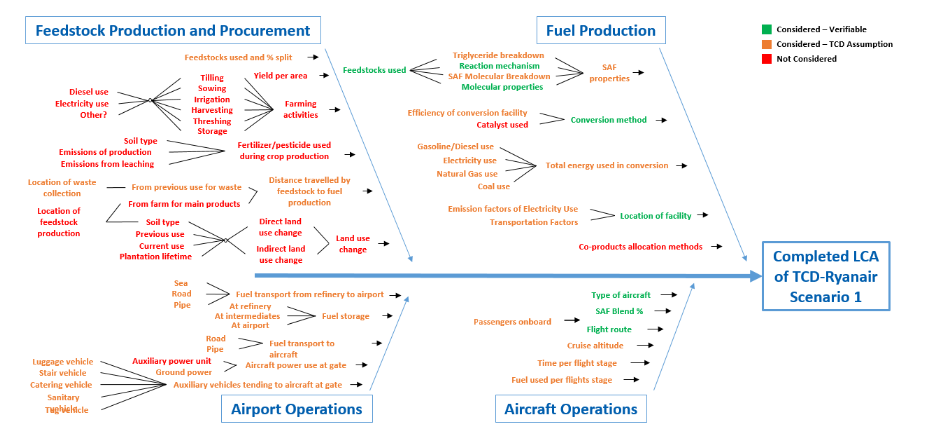 Feedstock Production and Procurement
Fuel Production
Considered – Verifiable
Considered – TCD Assumption
Not Considered
Feedstocks used and % split
Yield per area
Diesel use
Electricity use
Other?
Tilling
Sowing
Irrigation
Harvesting
Threshing
Storage
Farming
activities
Soil type
Emissions of production
Emissions from leaching
Fertilizer/pesticide used
during crop production
Location of waste
collection
From previous use for waste
Distance travelled by
feedstock to fuel
production
Location of
feedstock
production
From farm for main products
Soil type
Previous use
Current use
Plantation lifetime
Direct land
use change
Indirect land
use change
Land use
change
Feedstocks used
Triglyceride breakdown
Reaction mechanism
SAF Molecular Breakdown
Molecular properties
SAF
properties
Efficiency of conversion facility
Catalyst used
Conversion method
Gasoline/Diesel use
Electricity use
Natural Gas use
Coal use
Total energy used in conversion
Emission factors of Electricity Use
Transportation Factors
Location of facility
Co-products allocation methods
Completed LCA
of TCD-Ryanair
Scenario 1
Sea
Road
Pipe
Fuel transport from refinery to airport
At refinery
At intermediates
At airport
Fuel storage
Road
Pipe
Fuel transport to
aircraft
Auxiliary power unit
Ground power
Aircraft power use at gate
Luggage vehicle
Stair vehicle
Catering vehicle
Sanitary
vehicle
Tug vehicle
Auxiliary vehicles tending to aircraft at gate
Type of aircraft
SAF Blend %
Passengers onboard
Flight route
Cruise altitude
Time per flight stage
Fuel used per flights stage
Airport Operations
Aircraft Operations